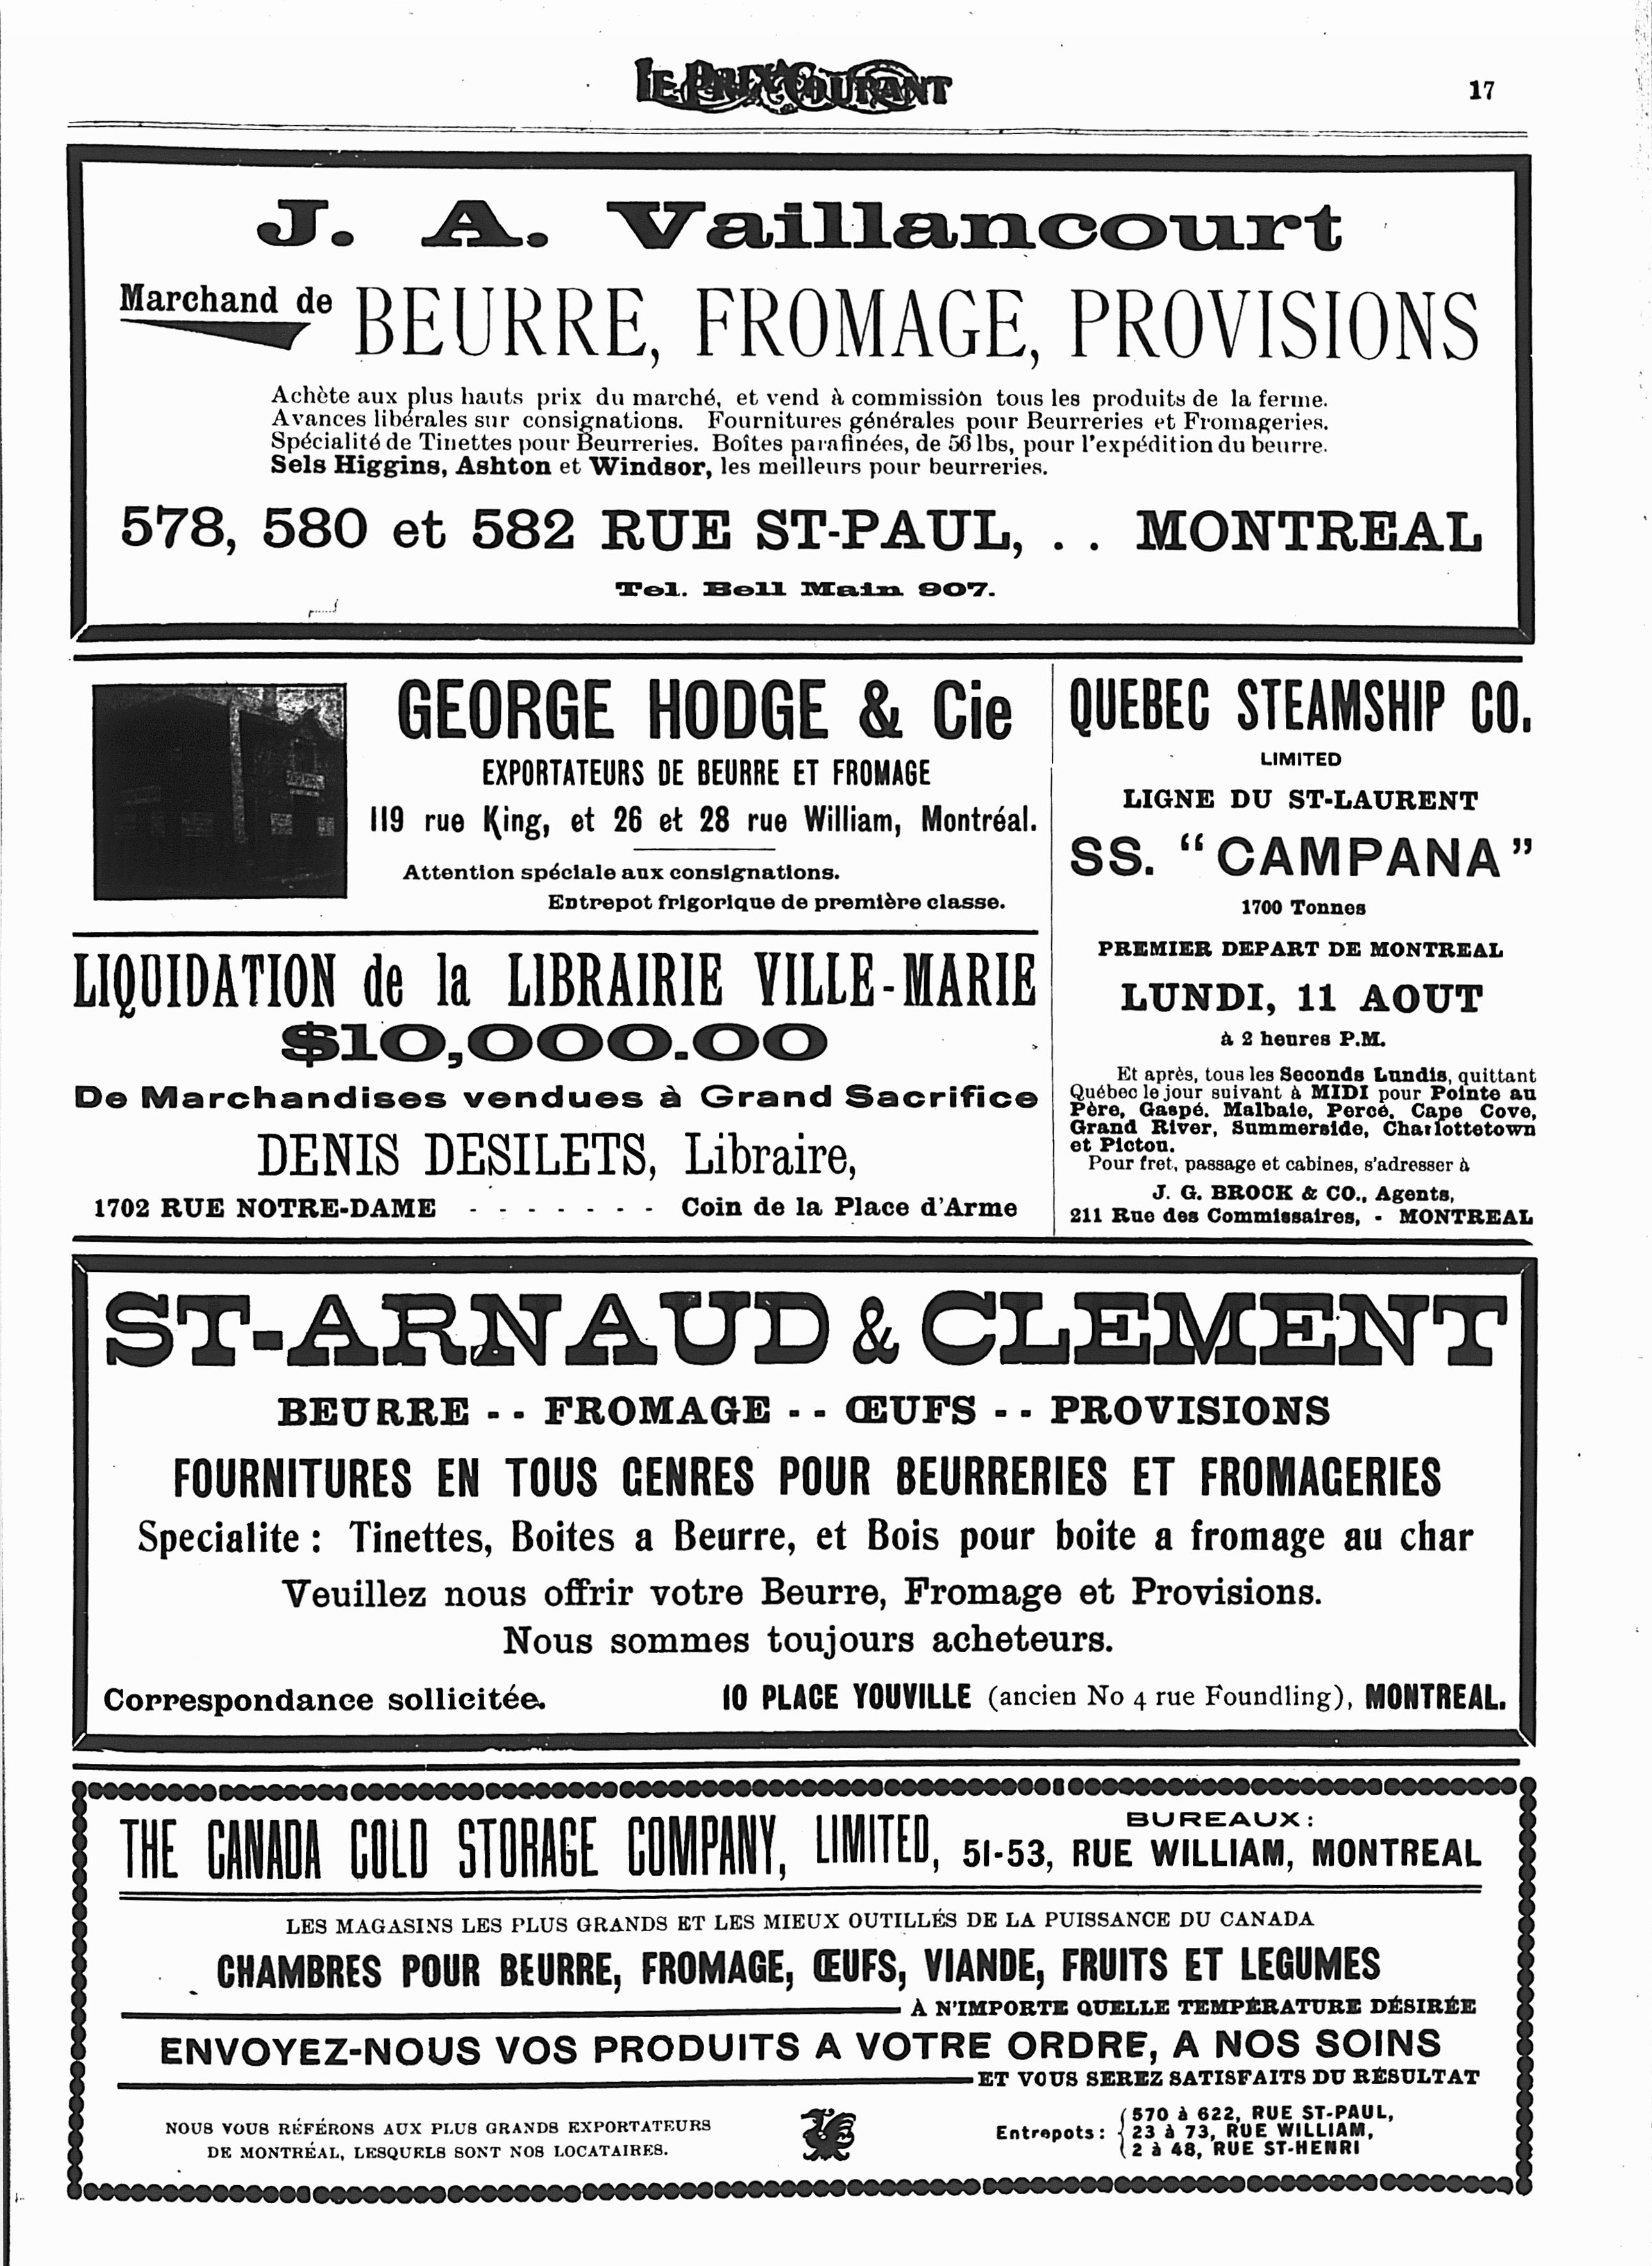 LE PRIX COURANT
17
J. A. Vaillancourt
Marchand de BEURRE, FROMAGE, PROVISIONS
Achète aux plus hauts prix du marché, et vend à commission tous les produits de la ferme.
Avances libérales sur consignations. Fournitures générales pour Beurreries et Fromageries.
Spécialité de Tinettes pour Beurreries. Boîtes parafinées, de 56 lbs, pour l'expédition du beurre.
Sels Higgins, Ashton et Windsor, les meilleurs pour beurreries.
578, 580 et 582 RUE ST-PAUL, . . MONTREAL
Tel. Bell Main 907.
GEORGE HODGE & Cie
EXPORTATEURS DE BEURRE ET FROMAGE
119 rue King, et 26 et 28 rue William, Montréal.
Attention spéciale aux consignations.
Entrepot frigorique de première classe.
LIQUIDATION de la LIBRAIRIE VILLE-MARIE
$10,000.00
De Marchandises vendues à Grand Sacrifice
DENIS DESILETS, Libraire,
1702 RUE NOTRE-DAME - - - - - - - Coin de la Place d'Arme
QUEBEC STEAMSHIP CO.
LIMITED
LIGNE DU ST-LAURENT
SS. "CAMPANA"
1700 Tonnes
PREMIER DEPART DE MONTREAL
LUNDI, 11 AOUT
à 2 heures P.M.
Et après, tous les Seconds Lundis, quittant
Québec le jour suivant à MIDI pour Pointe au
Père, Gaspé. Malbaie, Percé, Cape Cove,
Grand River, Summerside, Charlottetown
et Pictou.
Pour fret, passage et cabines, s'adresser à
J. G. BROCK & CO., Agents,
211 Rue des Commissaires, - MONTREAL
ST-ARNAUD & CLEMENT
BEURRE - - FROMAGE - - ŒUFS - - PROVISIONS
FOURNITURES EN TOUS GENRES POUR BEURRERIES ET FROMAGERIES
Specialite : Tinettes, Boites a Beurre, et Bois pour boite a fromage au char
Veuillez nous offrir votre Beurre, Fromage et Provisions.
Nous sommes toujours acheteurs.
Correspondance sollicitée. 10 PLACE YOUVILLE (ancien No 4 rue Foundling), MONTREAL.
BUREAUX:
THE CANADA COLD STORAGE COMPANY, LIMITED, 51-53, RUE WILLIAM, MONTREAL
LES MAGASINS LES PLUS GRANDS ET LES MIEUX OUTILLÉS DE LA PUISSANCE DU CANADA
CHAMBRES POUR BEURRE, FROMAGE, ŒUFS, VIANDE, FRUITS ET LEGUMES
À N'IMPORTE QUELLE TEMPÉRATURE DÉSIRÉE
ENVOYEZ-NOUS VOS PRODUITS A VOTRE ORDRE, A NOS SOINS
ET VOUS SEREZ SATISFAITS DU RÉSULTAT
NOUS VOUS RÉFÉRONS AUX PLUS GRANDS EXPORTATEURS
DE MONTRÉAL, LESQUELS SONT NOS LOCATAIRES.
Entrepots: 570 à 622, RUE ST-PAUL,
23 à 73, RUE WILLIAM,
2 à 48, RUE ST-HENRI